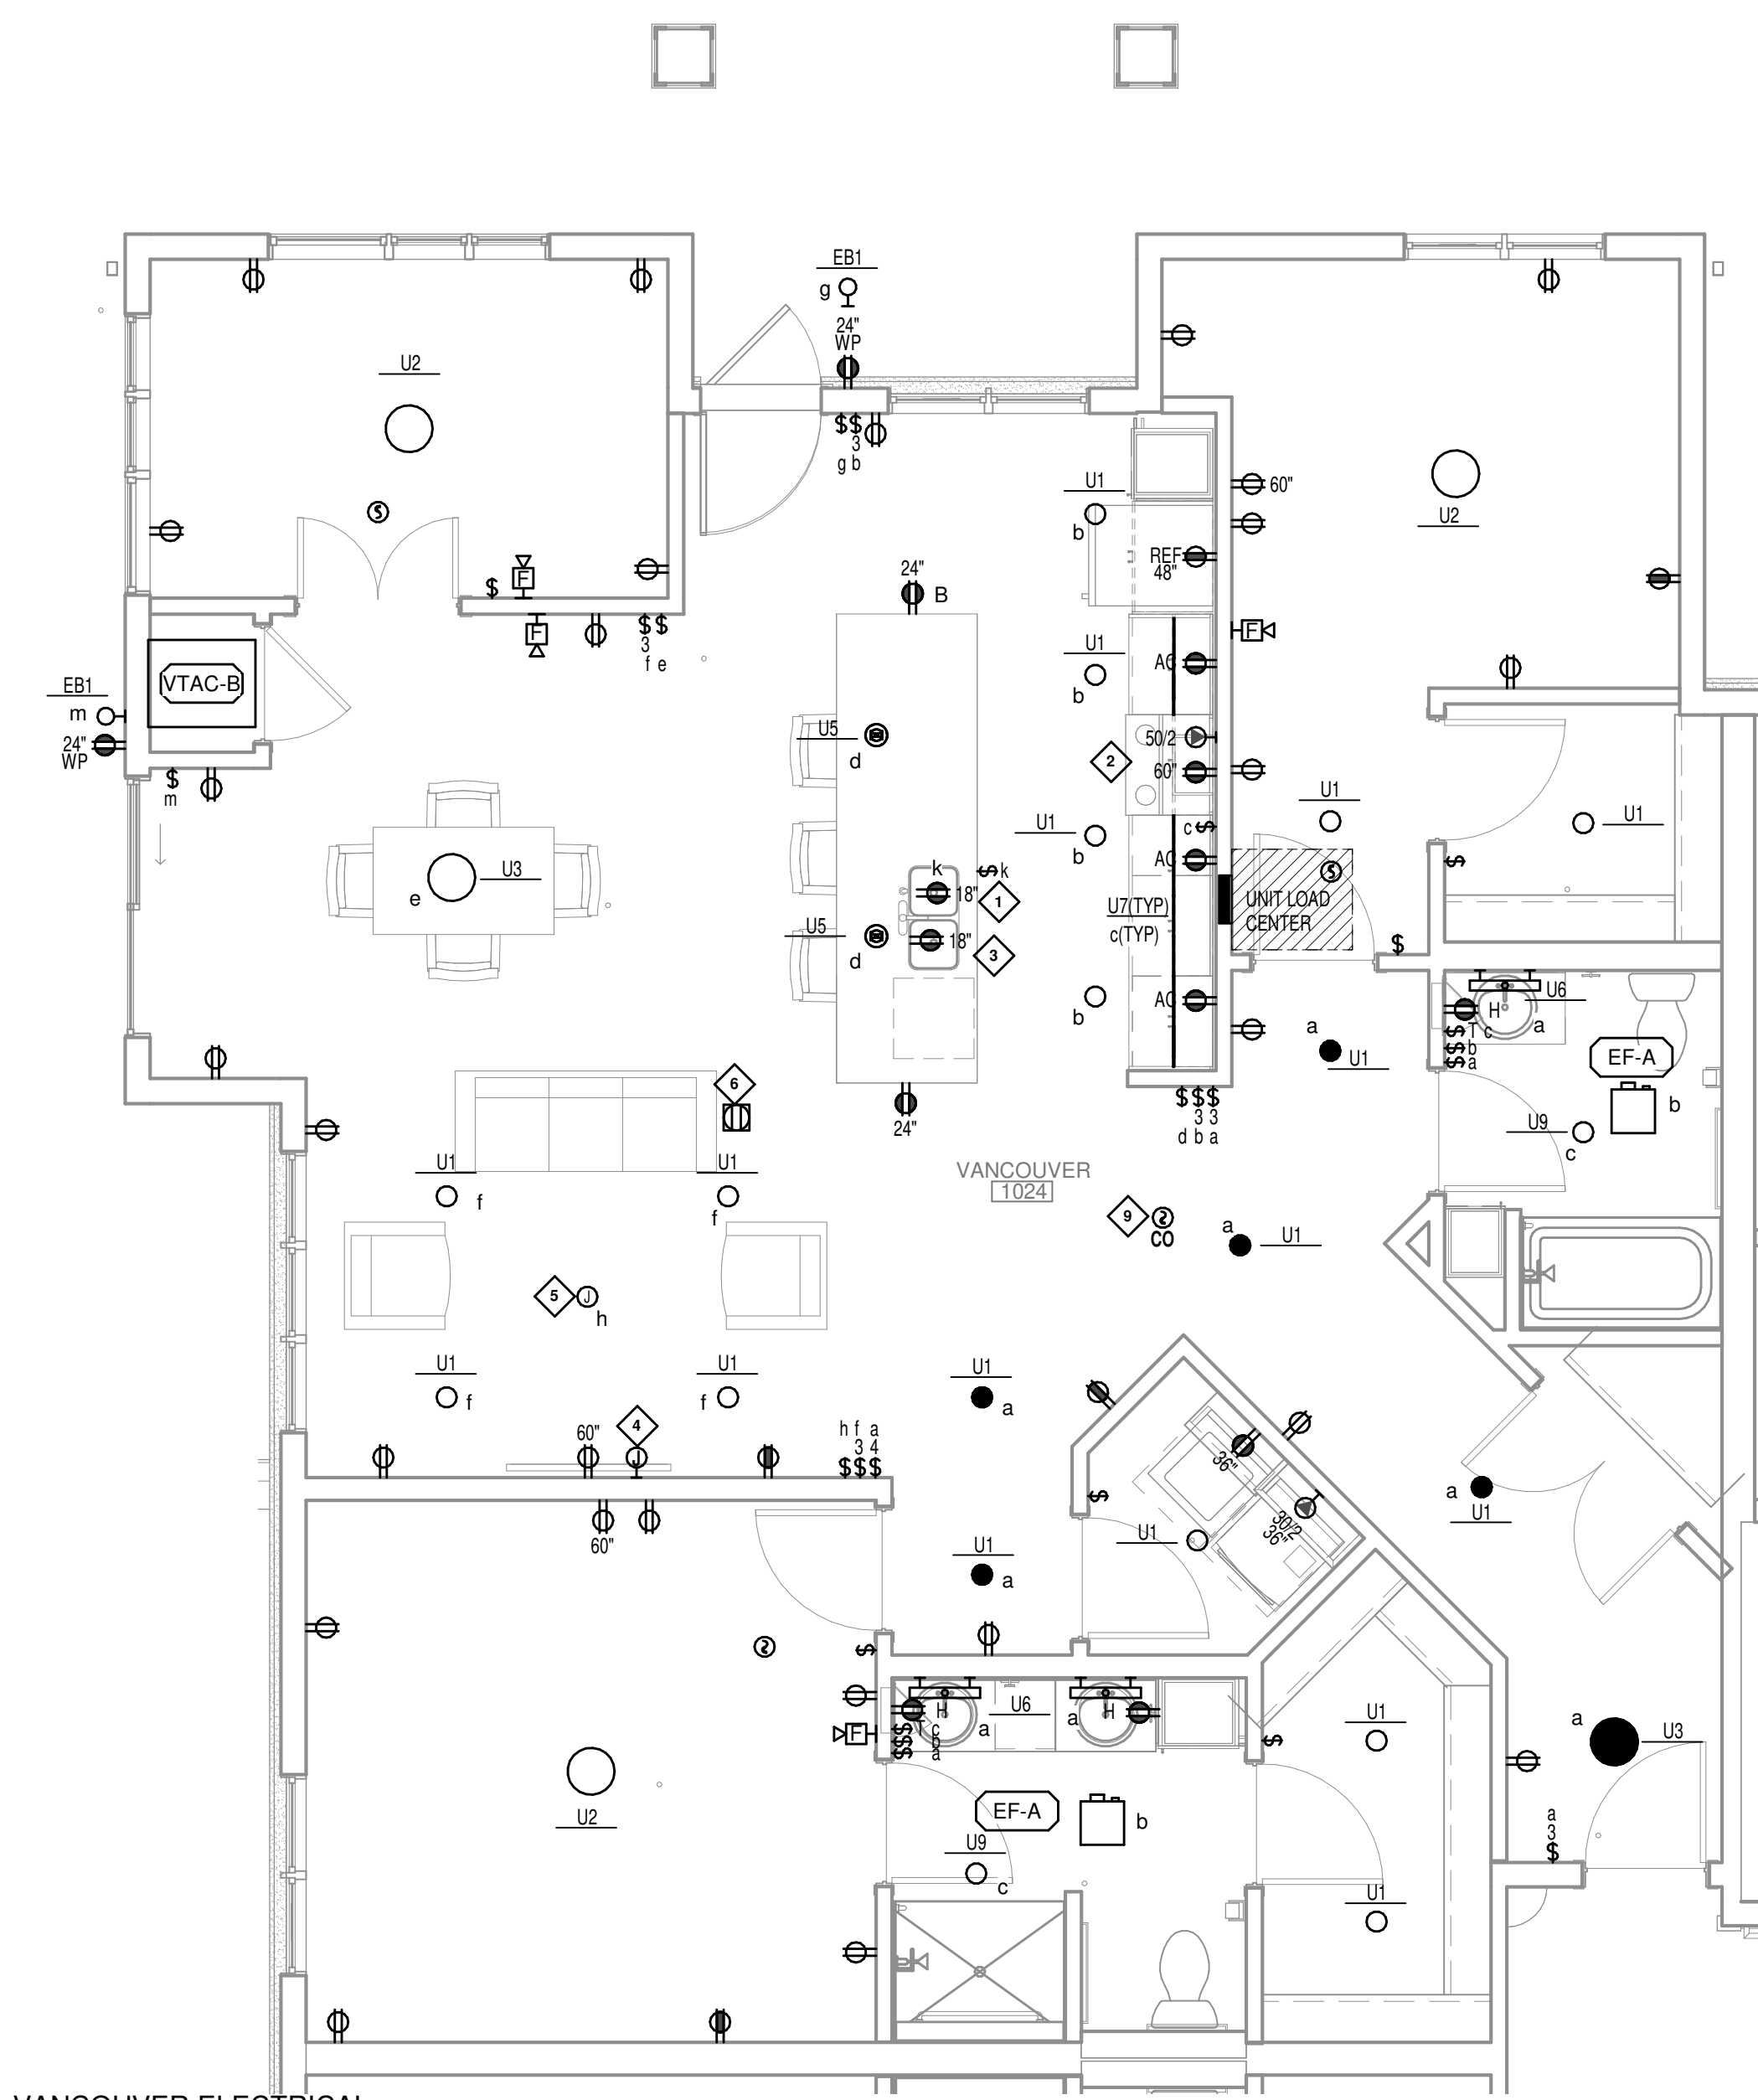 EB1
g
24"
WP
U2
$$
3
g b
U1
b
60"
U2
REF
48"
24"
B
$
F
F
$$
3
f e
U1
b
AC
F
VTAC-B
EB1
m
24"
WP
$
m
U5
d
50/2
2
60"
U1
b
c $
AC
U1
U1
$
U3
e
k
$ k
18"
1
U7(TYP)
c(TYP)
UNIT LOAD
CENTER
U5
d
18"
3
$
b
AC
H
U6
a
$ T c
$ b
$ a
EF-A
a
U1
6
24"
$$$
3 3
d b a
b
U9
c
U1
f
U1
f
VANCOUVER
1024
9
CO
a
U1
5
J
h
U1
f
U1
f
U1
a
4
60"
J
h f a
3 4
$$$
36"
$
60"
U1
a
U1
30/2
36"
a
U1
$
H
U6
a
a
H
$ T c
$ b
$ a
F
$
U1
a
U3
U2
EF-A
b
U9
c
a
3
$
U1
VANCOUVER ELECTRICAL